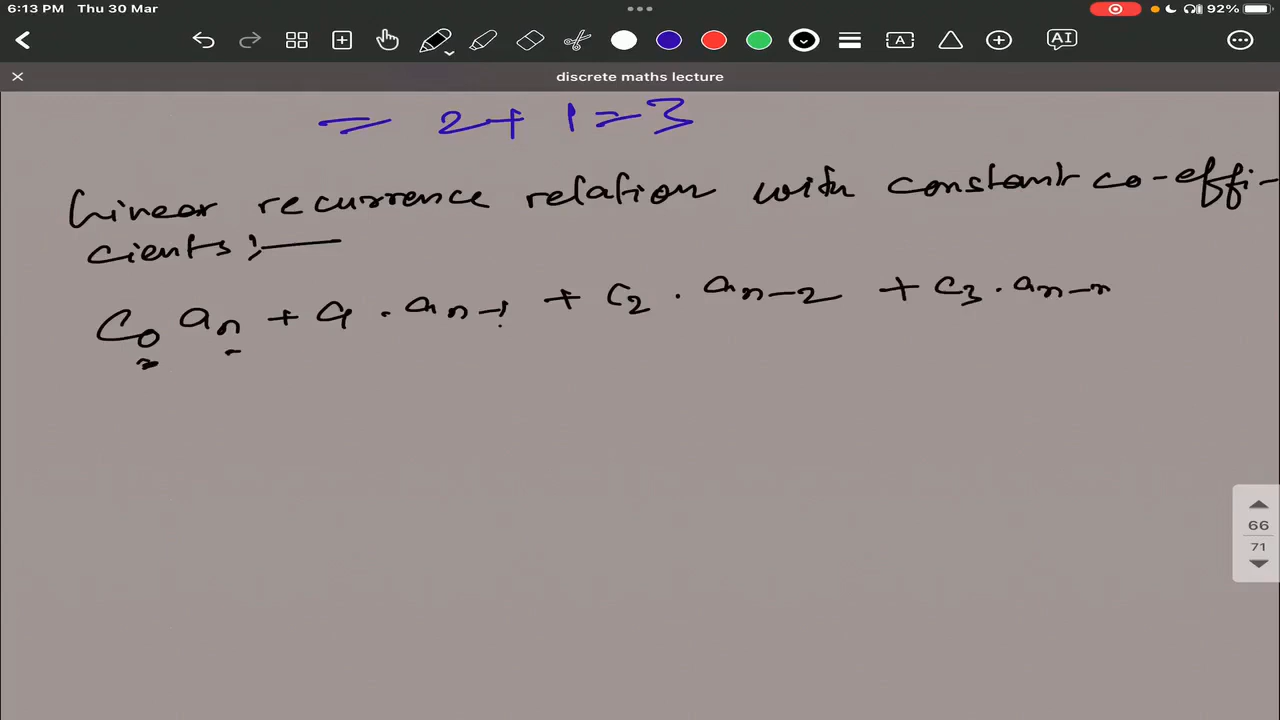 6:13 PM Thu 30 Mar
92%
AI
discrete maths lecture
= 2 + 1 = 3
Linear recurrence relation with constant co-effi-
cients :—
C₀ aₙ + C₁ . aₙ₋₁ + C₂ . aₙ₋₂ + C₃ . aₙ₋ₙ
66
71